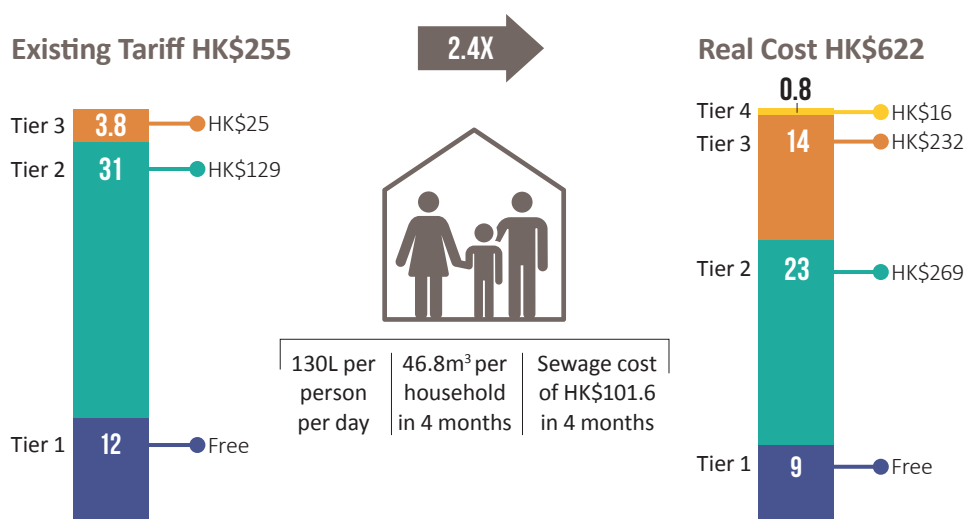 Existing Tariff HK$255
2.4X
Real Cost HK$622
Tier 3
3.8
HK$25
Tier 2
31
HK$129
Tier 1
12
Free
130L per
person
per day
46.8m³ per
household
in 4 months
Sewage cost
of HK$101.6
in 4 months
0.8
Tier 4
HK$16
Tier 3
14
HK$232
Tier 2
23
HK$269
Tier 1
9
Free